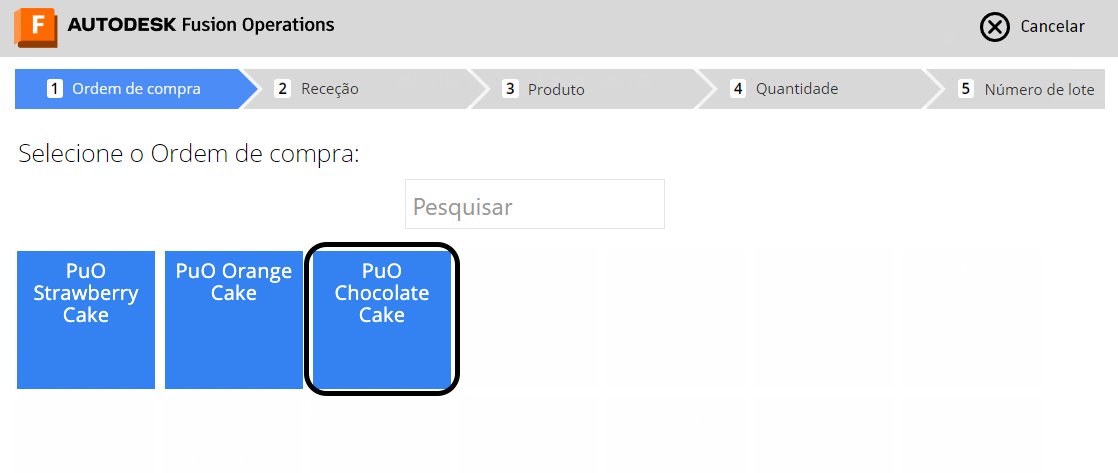 F AUTODESK Fusion Operations
Cancelar
1 Ordem de compra
2 Receção
3 Produto
4 Quantidade
5 Número de lote
Selecione o Ordem de compra:
Pesquisar
PuO
Strawberry
Cake
PuO Orange
Cake
PuO
Chocolate
Cake